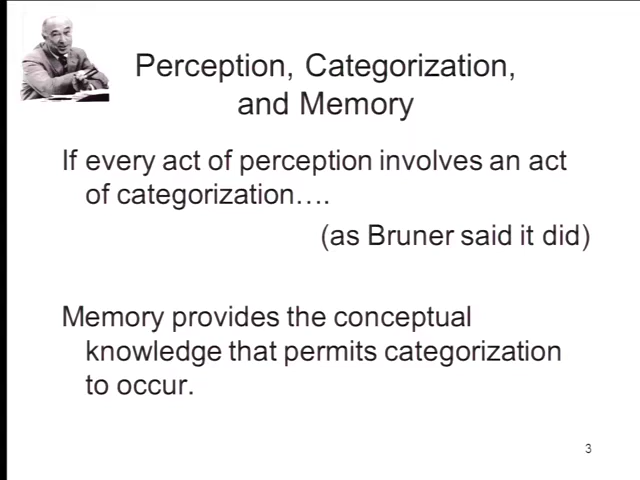 Perception, Categorization,
and Memory
If every act of perception involves an act
of categorization….
(as Bruner said it did)
Memory provides the conceptual
knowledge that permits categorization
to occur.
3